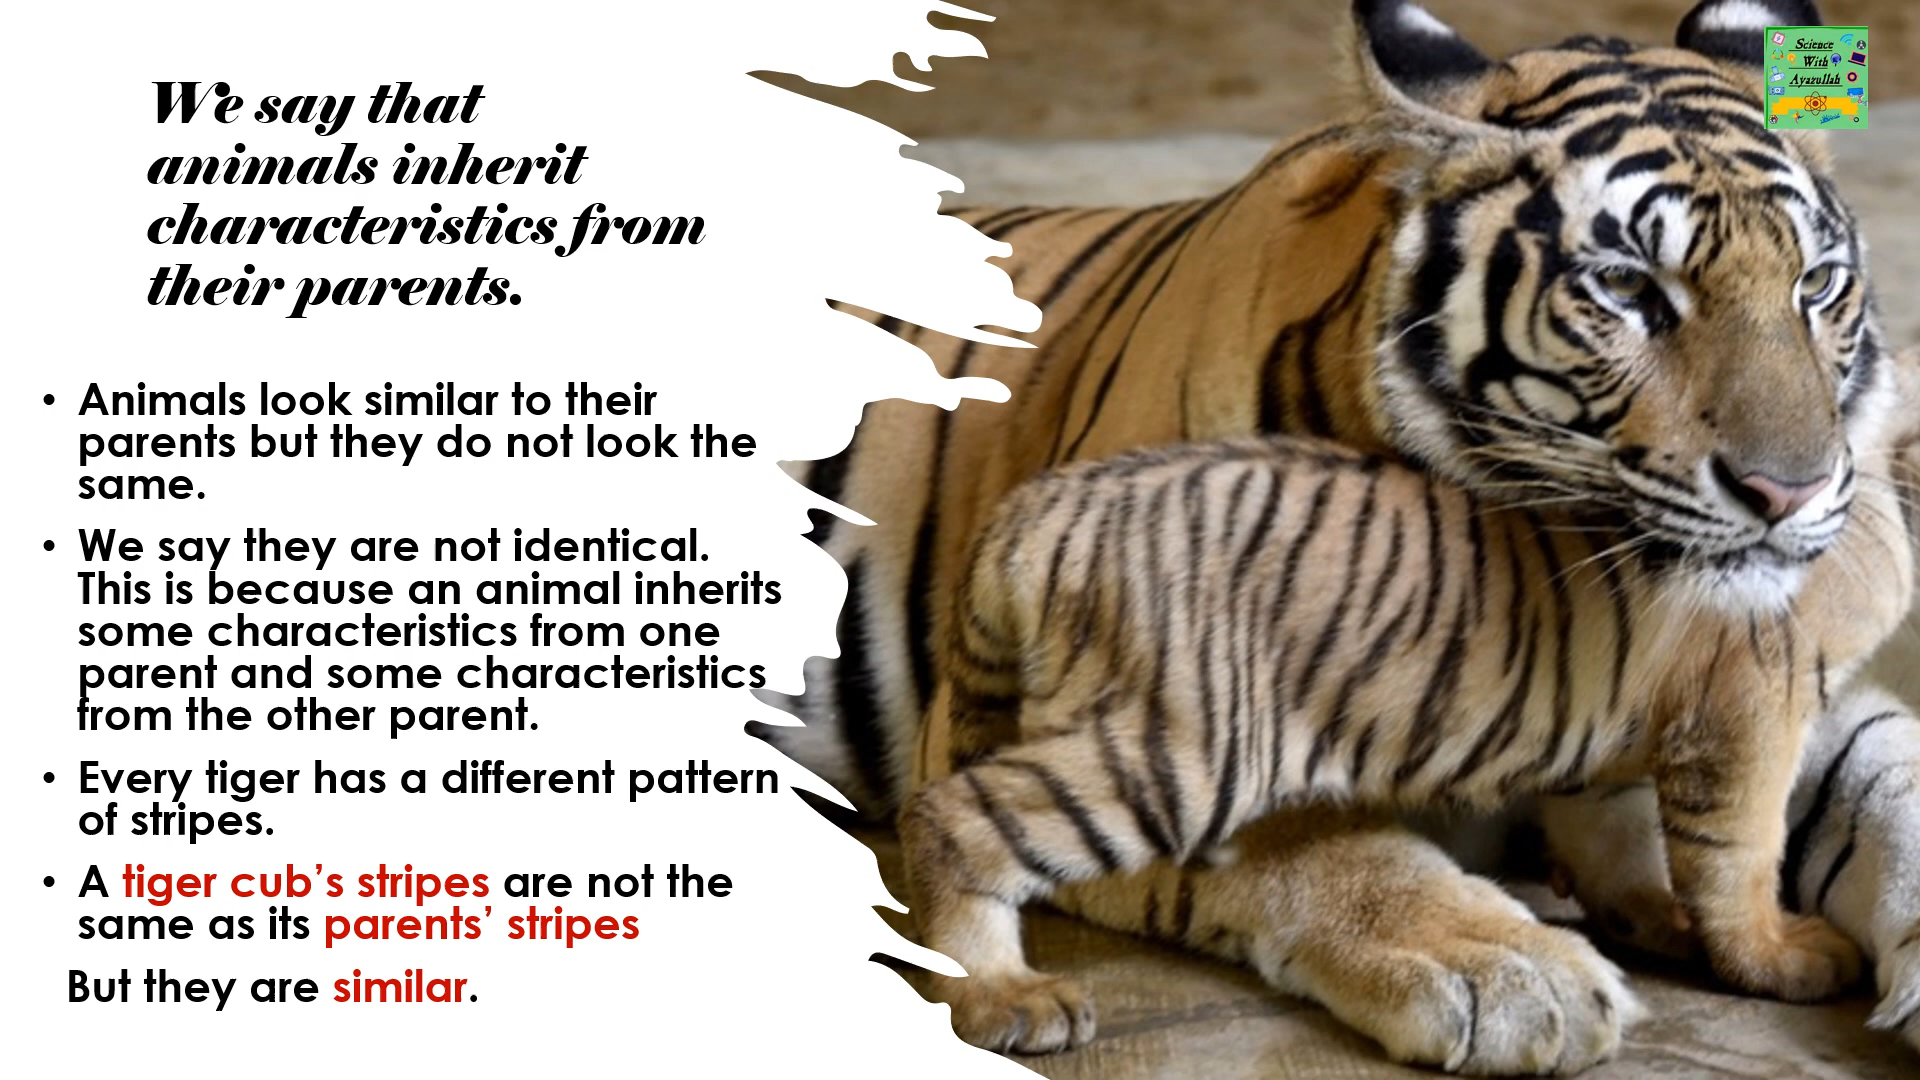 We say that
animals inherit
characteristics from
their parents.
• Animals look similar to their
parents but they do not look the
same.
• We say they are not identical.
This is because an animal inherits
some characteristics from one
parent and some characteristics
from the other parent.
• Every tiger has a different pattern
of stripes.
• A tiger cub’s stripes are not the
same as its parents’ stripes
But they are similar.
Science
With
Ayazullah